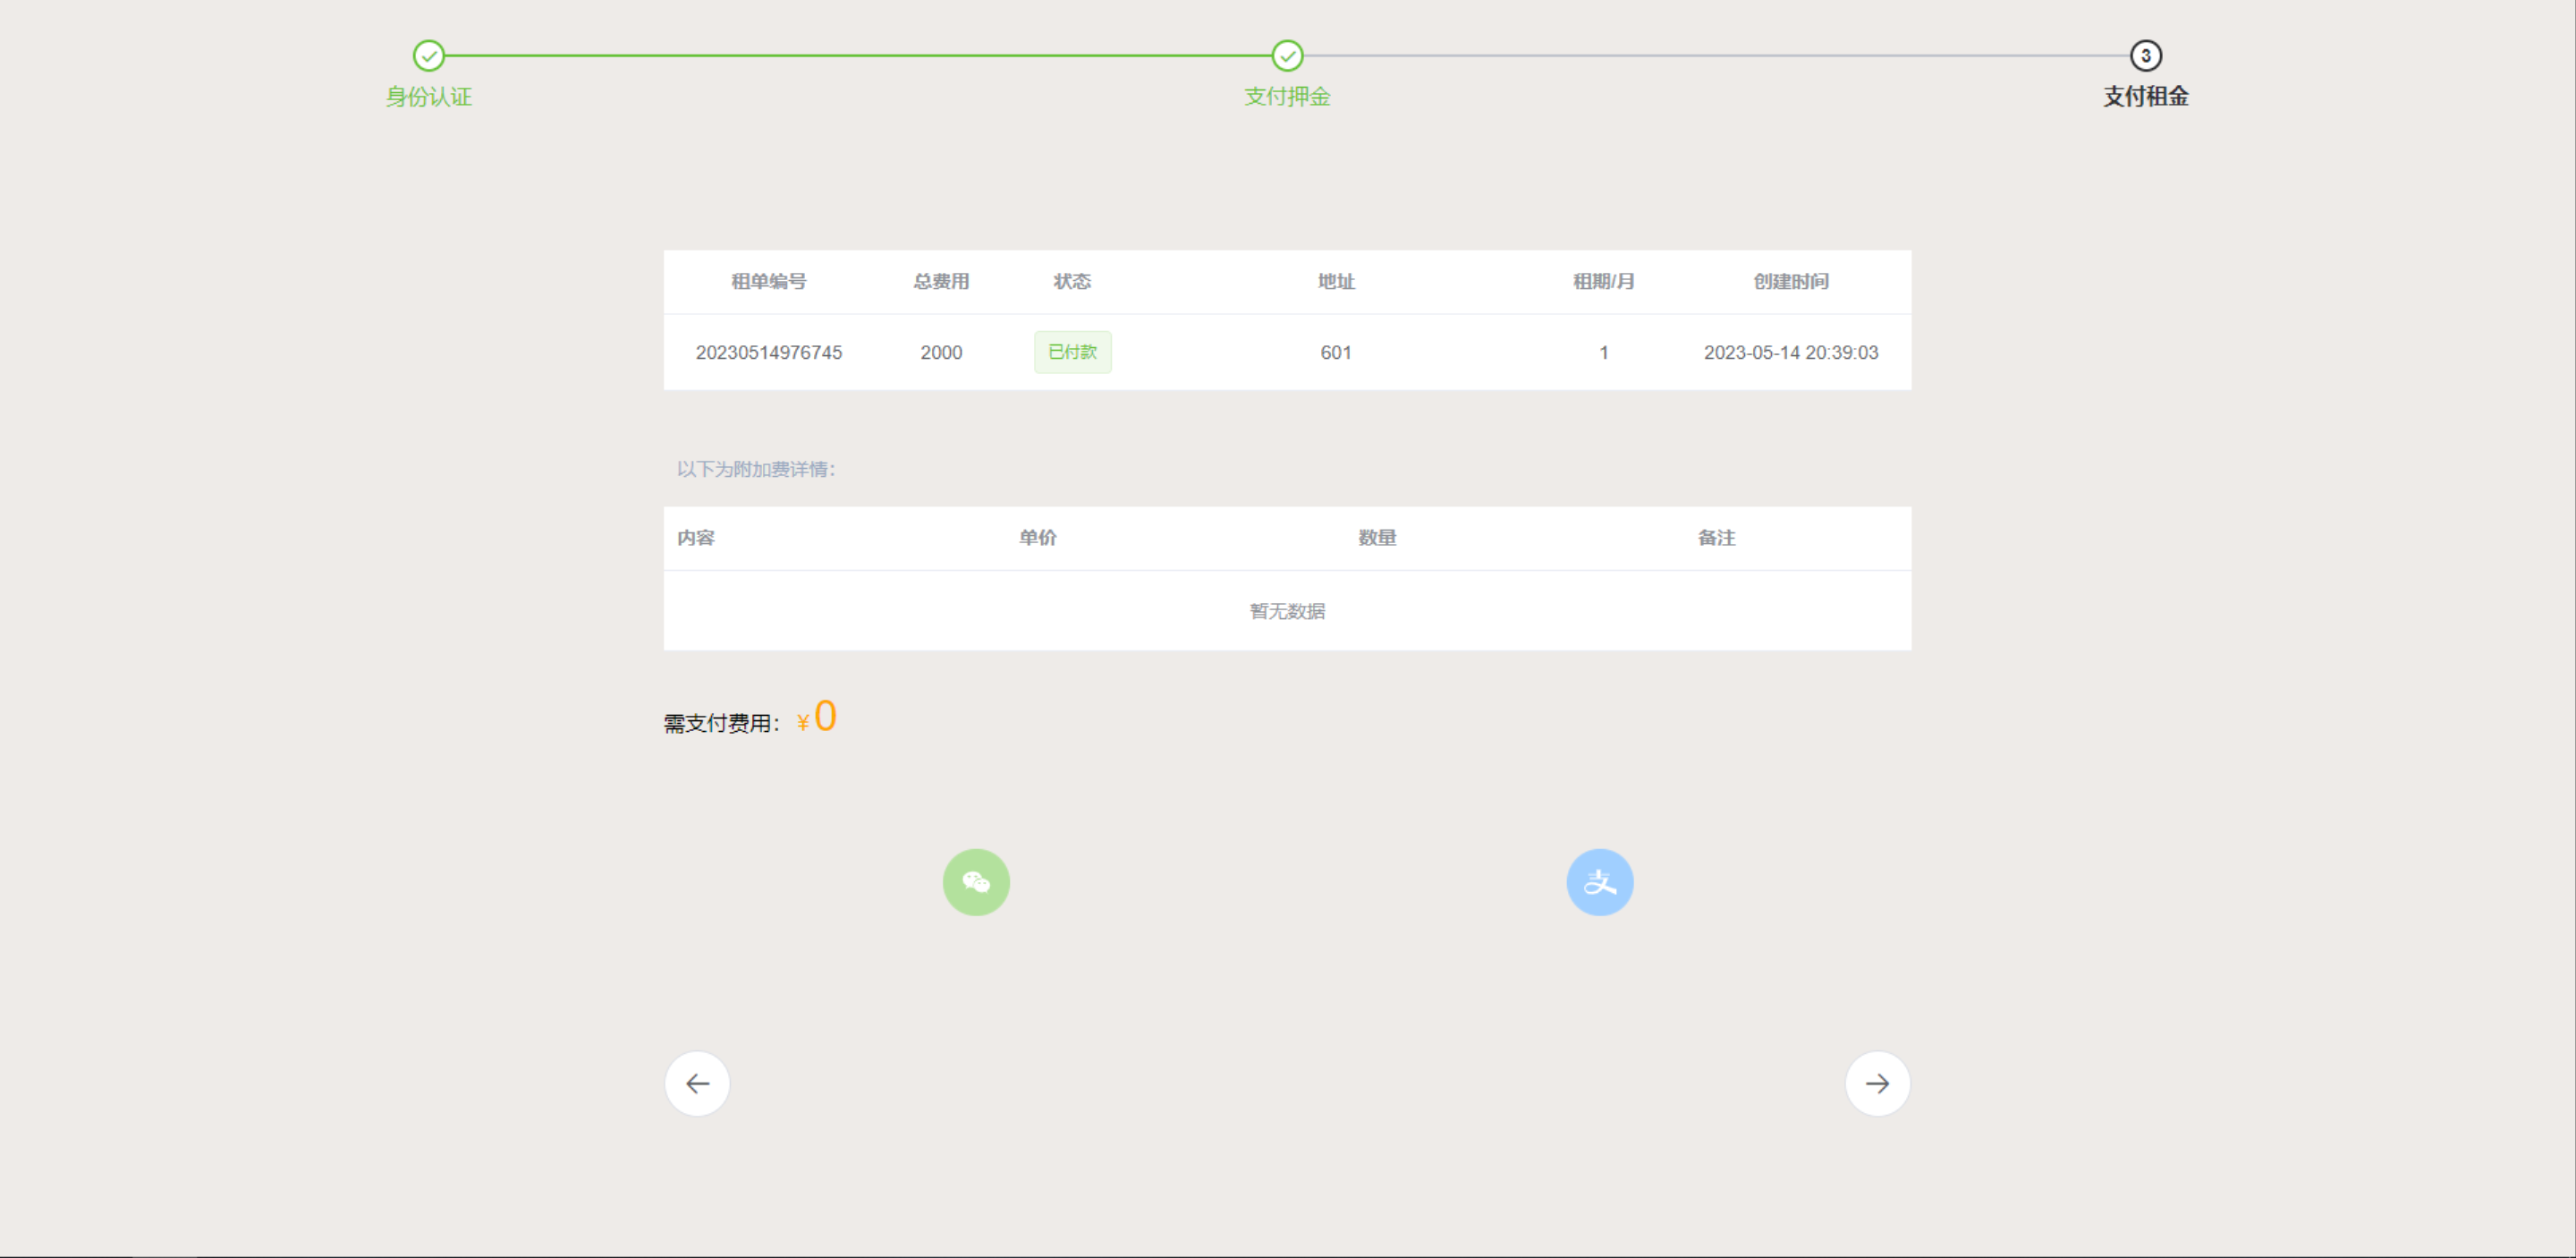 3
身份认证 支付押金 支付租金
租单编号 总费用 状态 地址 租期/月 创建时间
20230514976745 2000 已付款 601 1 2023-05-14 20:39:03
以下为附加费详情：
内容 单价 数量 备注
暂无数据
需支付费用： ¥0
支